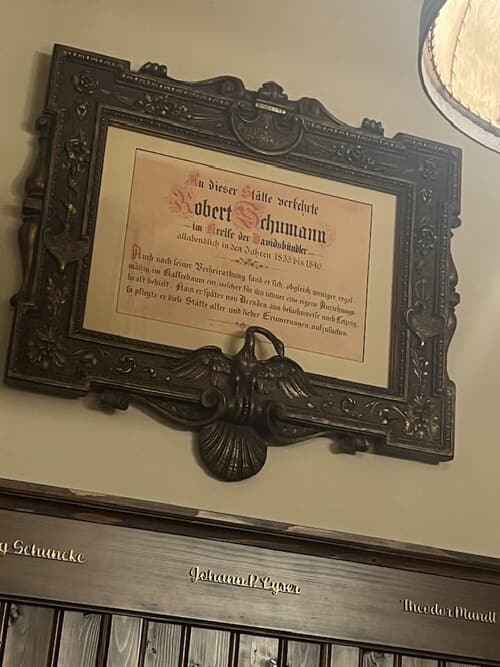 An dieser Stätte verkehrte
Robert Schumann
im Kreise der Davidsbündler
allabendlich in den Jahren 1833 bis 1840.
Auch nach seiner Verheirathung fand er sich, obgleich weniger regel
mäßig, im Kaffeebaum ein, welcher für ihn immer eine eigene Anziehungs
kraft behielt. Kam er später von Dresden aus besuchsweise nach Leipzig,
so pflegte er diese Stätte alter und lieber Erinnerungen aufzusuchen.
g Schuncke
Johann P. Lyser
Theodor Mundt